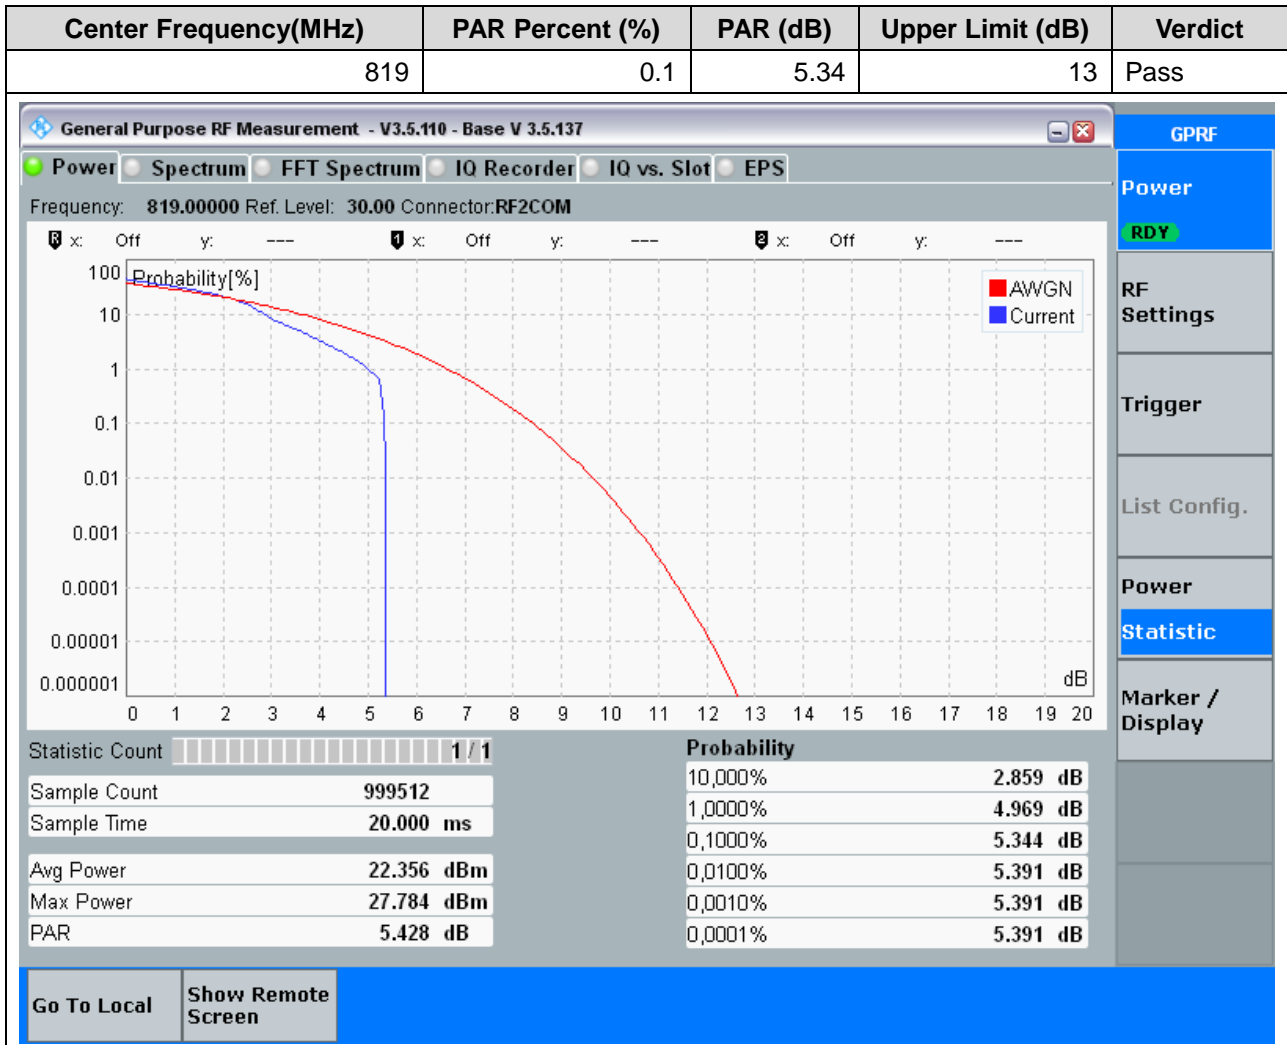 Center Frequency(MHz) PAR Percent (%) PAR (dB) Upper Limit (dB) Verdict
819 0.1 5.34 13 Pass
General Purpose RF Measurement - V3.5.110 - Base V 3.5.137
GPRF
Power Spectrum FFT Spectrum IQ Recorder IQ vs. Slot EPS
Power
RDY
Frequency: 819.00000 Ref. Level: 30.00 Connector:RF2COM
R x: Off y: --- 1 x: Off y: --- 2 x: Off y: ---
Probability[%]
AWGN
Current
100
10
1
0.1
0.01
0.001
0.0001
0.00001
0.000001
dB
0 1 2 3 4 5 6 7 8 9 10 11 12 13 14 15 16 17 18 19 20
RF
Settings
Trigger
List Config.
Power
Statistic
Marker /
Display
Statistic Count 1 / 1
Sample Count 999512
Sample Time 20.000 ms
Avg Power 22.356 dBm
Max Power 27.784 dBm
PAR 5.428 dB
Probability
10,000% 2.859 dB
1,0000% 4.969 dB
0,1000% 5.344 dB
0,0100% 5.391 dB
0,0010% 5.391 dB
0,0001% 5.391 dB
Go To Local
Show Remote
Screen